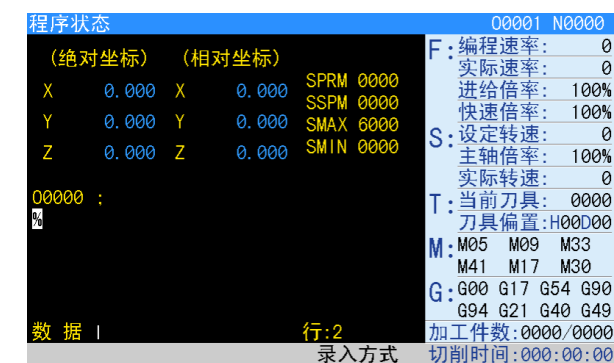 程序状态 O0001 N0000
(绝对坐标) (相对坐标)
X 0.000 X 0.000 SPRM 0000
SSPM 0000
Y 0.000 Y 0.000 SMAX 6000
Z 0.000 Z 0.000 SMIN 0000
O0000 :
%
数 据 行:2
录入方式
F: 编程速率: 0
实际速率: 0
进给倍率: 100%
快速倍率: 100%
S: 设定转速: 0
主轴倍率: 100%
实际转速: 0
T: 当前刀具: 0000
刀具偏置:H00D00
M: M05 M09 M33
M41 M17 M30
G: G00 G17 G54 G90
G94 G21 G40 G49
加工件数:0000/0000
切削时间:000:00:00